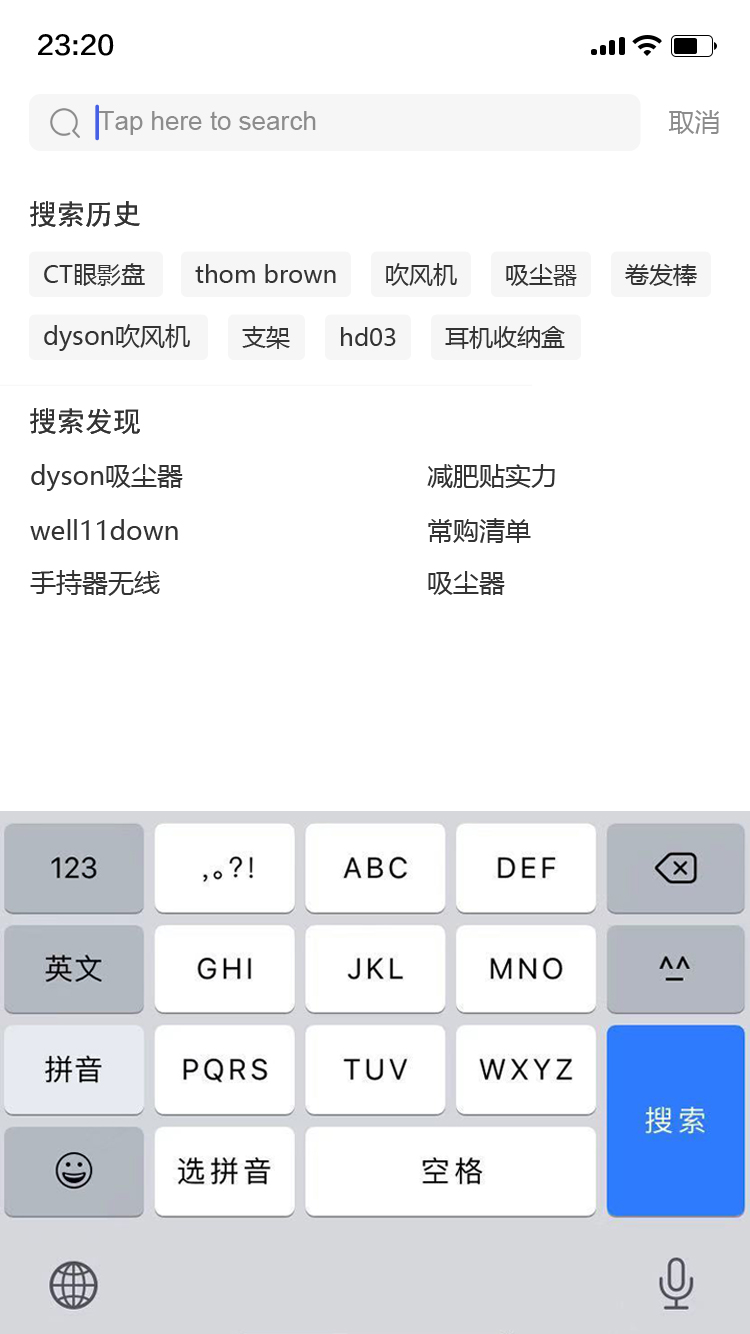 23:20
Tap here to search 取消
搜索历史
CT眼影盘 thom brown 吹风机 吸尘器 卷发棒
dyson吹风机 支架 hd03 耳机收纳盒
搜索发现
dyson吸尘器 减肥贴实力
well11down 常购清单
手持器无线 吸尘器
123 ,。?! ABC DEF
英文 GHI JKL MNO ^^
拼音 PQRS TUV WXYZ
搜索
选拼音 空格